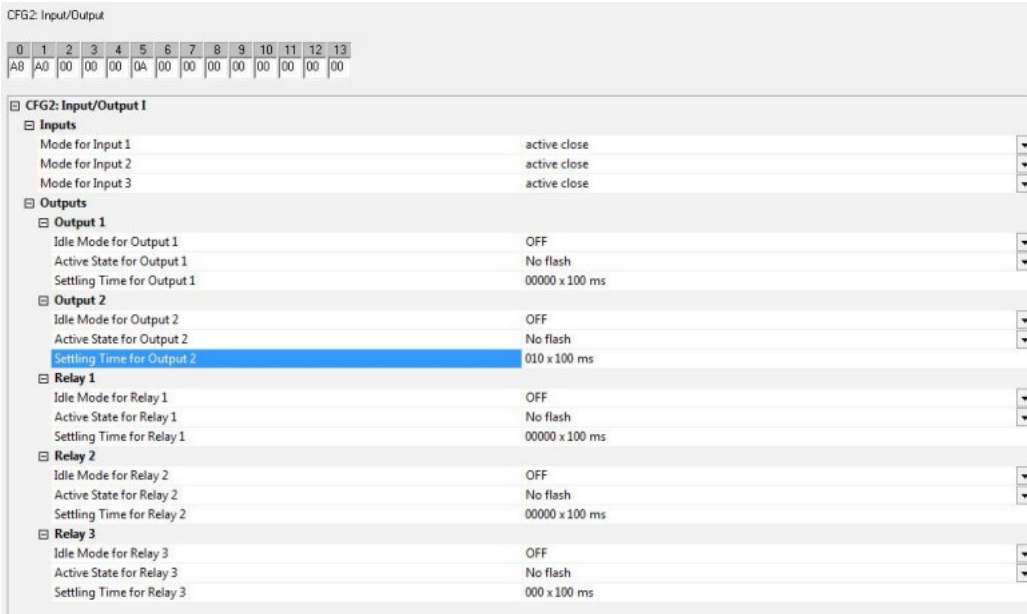 CFG2: Input/Output
0 1 2 3 4 5 6 7 8 9 10 11 12 13
A8 A0 00 00 00 0A 00 00 00 00 00 00 00 00
CFG2: Input/Output I
Inputs
Mode for Input 1 active close
Mode for Input 2 active close
Mode for Input 3 active close
Outputs
Output 1
Idle Mode for Output 1 OFF
Active State for Output 1 No flash
Settling Time for Output 1 00000 x 100 ms
Output 2
Idle Mode for Output 2 OFF
Active State for Output 2 No flash
Settling Time for Output 2 010 x 100 ms
Relay 1
Idle Mode for Relay 1 OFF
Active State for Relay 1 No flash
Settling Time for Relay 1 00000 x 100 ms
Relay 2
Idle Mode for Relay 2 OFF
Active State for Relay 2 No flash
Settling Time for Relay 2 00000 x 100 ms
Relay 3
Idle Mode for Relay 3 OFF
Active State for Relay 3 No flash
Settling Time for Relay 3 000 x 100 ms